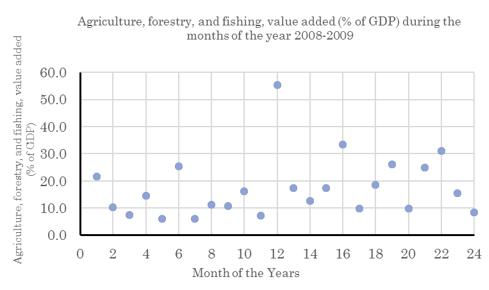 Agriculture, forestry, and fishing, value added (% of GDP) during the
months of the year 2008-2009
Agriculture, forestry, and fishing, value added
(% of GDP)
60.0
50.0
40.0
30.0
20.0
10.0
0.0
0 2 4 6 8 10 12 14 16 18 20 22 24
Month of the Years